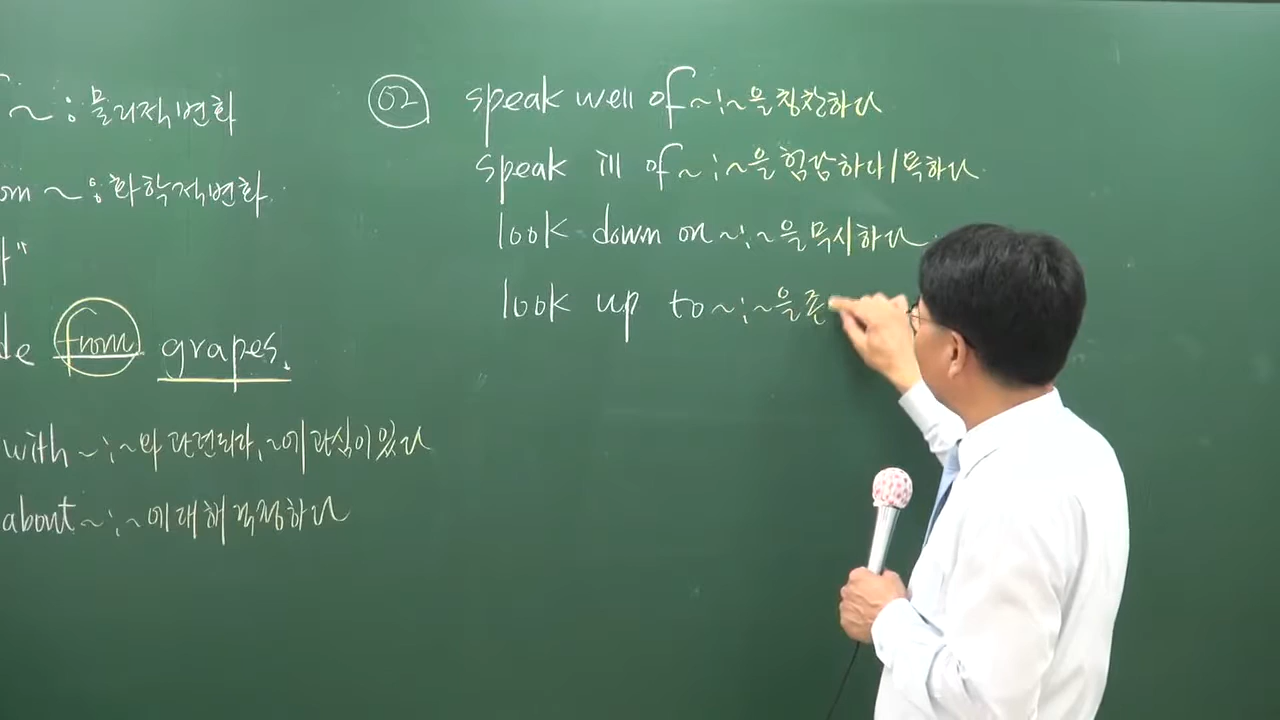 ~ : 물리적변화
om ~ : 화학적변화
"
de from grapes.
with ~ : ~와 관련되다, ~에 관심이 있다
about ~ : ~에 대해 걱정하다
02 speak well of ~ : ~을 칭찬하다
speak ill of ~ : ~을 험담하다/욕하다
look down on ~ : ~을 무시하다
look up to ~ : ~을 존